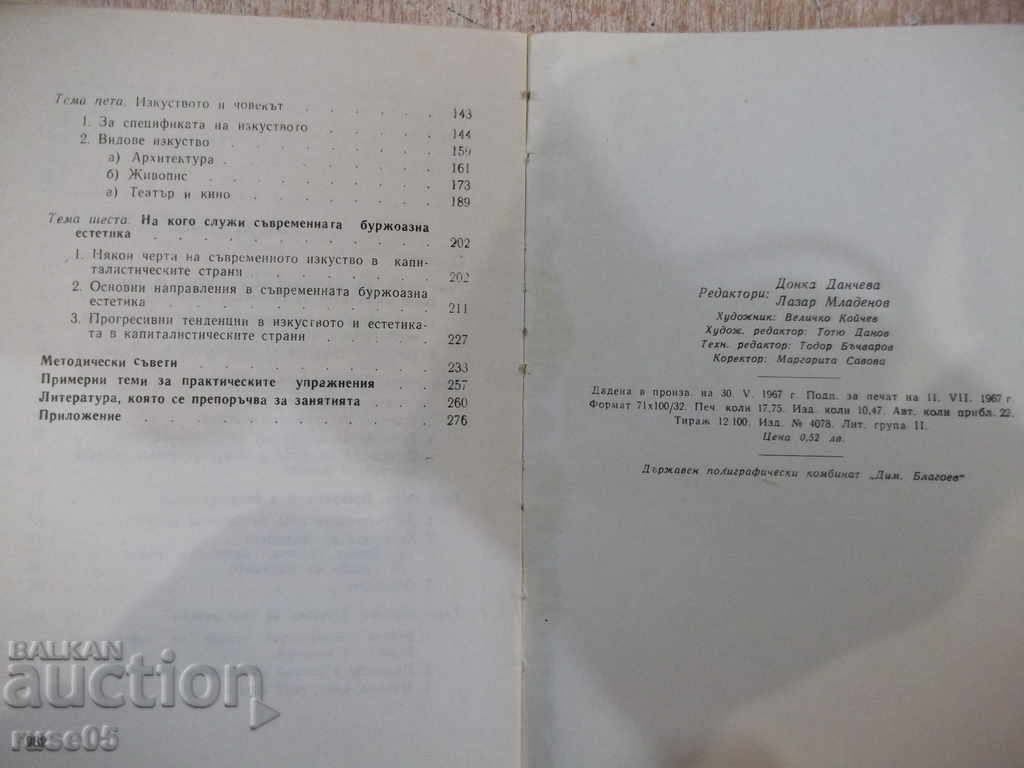 Тема пета. Изкуството и човекът . . . . . . 143
1. За спецификата на изкуството . . . . . 144
2. Видове изкуство . . . . . . . . 159
а) Архитектура . . . . . . . . 161
б) Живопис . . . . . . . . . 173
в) Театър и кино . . . . . . . 189
Тема шеста. На кого служи съвременната буржоазна
естетика . . . . . . . . . . . 202
1. Някои черта на съвременното изкуство в капи-
талистическите страни . . . . . . 202
2. Основни направления в съвременната буржоазна
естетика . . . . . . . . . . 211
3. Прогресивни тенденции в изкуството и естетика-
та в капиталистическите страни . . . . 227
Методически съвети . . . . . . . . . 233
Примерни теми за практическите упражнения . . 257
Литература, която се препоръчва за занятията . . 260
Приложение . . . . . . . . . . . 276
Редактори: Донка Данчева
Лазар Младенов
Художник: Величко Койчев
Худож. редактор: Тотю Данов
Техн. редактор: Тодор Бъчваров
Коректор: Маргарита Савова
Дадена в произв. на 30. V. 1967 г. Подп. за печат на 11. VII. 1967 г.
Формат 71x100/32. Печ. коли 17,75. Изд. коли 10,47. Авт. коли прибл. 22.
Тираж 12 100. Изд. № 4078. Лит. група II.
Цена 0,52 лв.
Държавен полиграфически комбинат „Дим. Благоев"
BALKAN
auction
ruse05